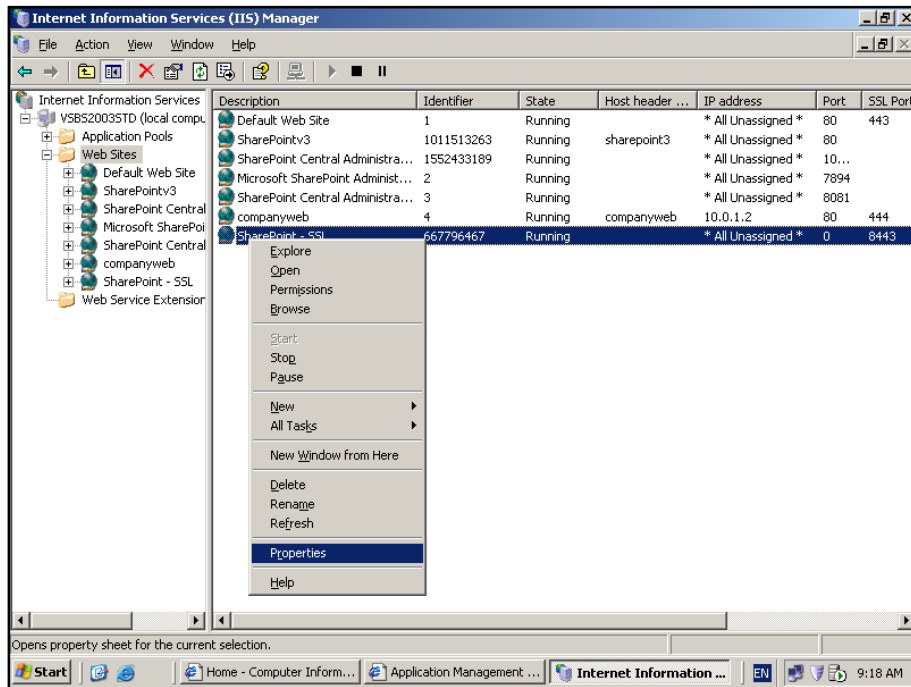 Internet Information Services (IIS) Manager
File Action View Window Help
Internet Information Services
VSBS2003STD (local compu
Application Pools
Web Sites
Default Web Site
SharePointv3
SharePoint Central
Microsoft SharePoi
SharePoint Central
companyweb
SharePoint - SSL
Web Service Extension
Description Identifier State Host header ... IP address Port SSL Port
Default Web Site 1 Running * All Unassigned * 80 443
SharePointv3 1011513263 Running sharepoint3 * All Unassigned * 80
SharePoint Central Administra... 1552433189 Running * All Unassigned * 10...
Microsoft SharePoint Administ... 2 Running * All Unassigned * 7894
SharePoint Central Administra... 3 Running * All Unassigned * 8081
companyweb 4 Running companyweb 10.0.1.2 80 444
SharePoint - SSL 667796467 Running * All Unassigned * 0 8443
Explore
Open
Permissions
Browse
Start
Stop
Pause
New
All Tasks
New Window from Here
Delete
Rename
Refresh
Properties
Help
Opens property sheet for the current selection.
Start Home - Computer Inform... Application Management ... Internet Information ... EN 9:18 AM